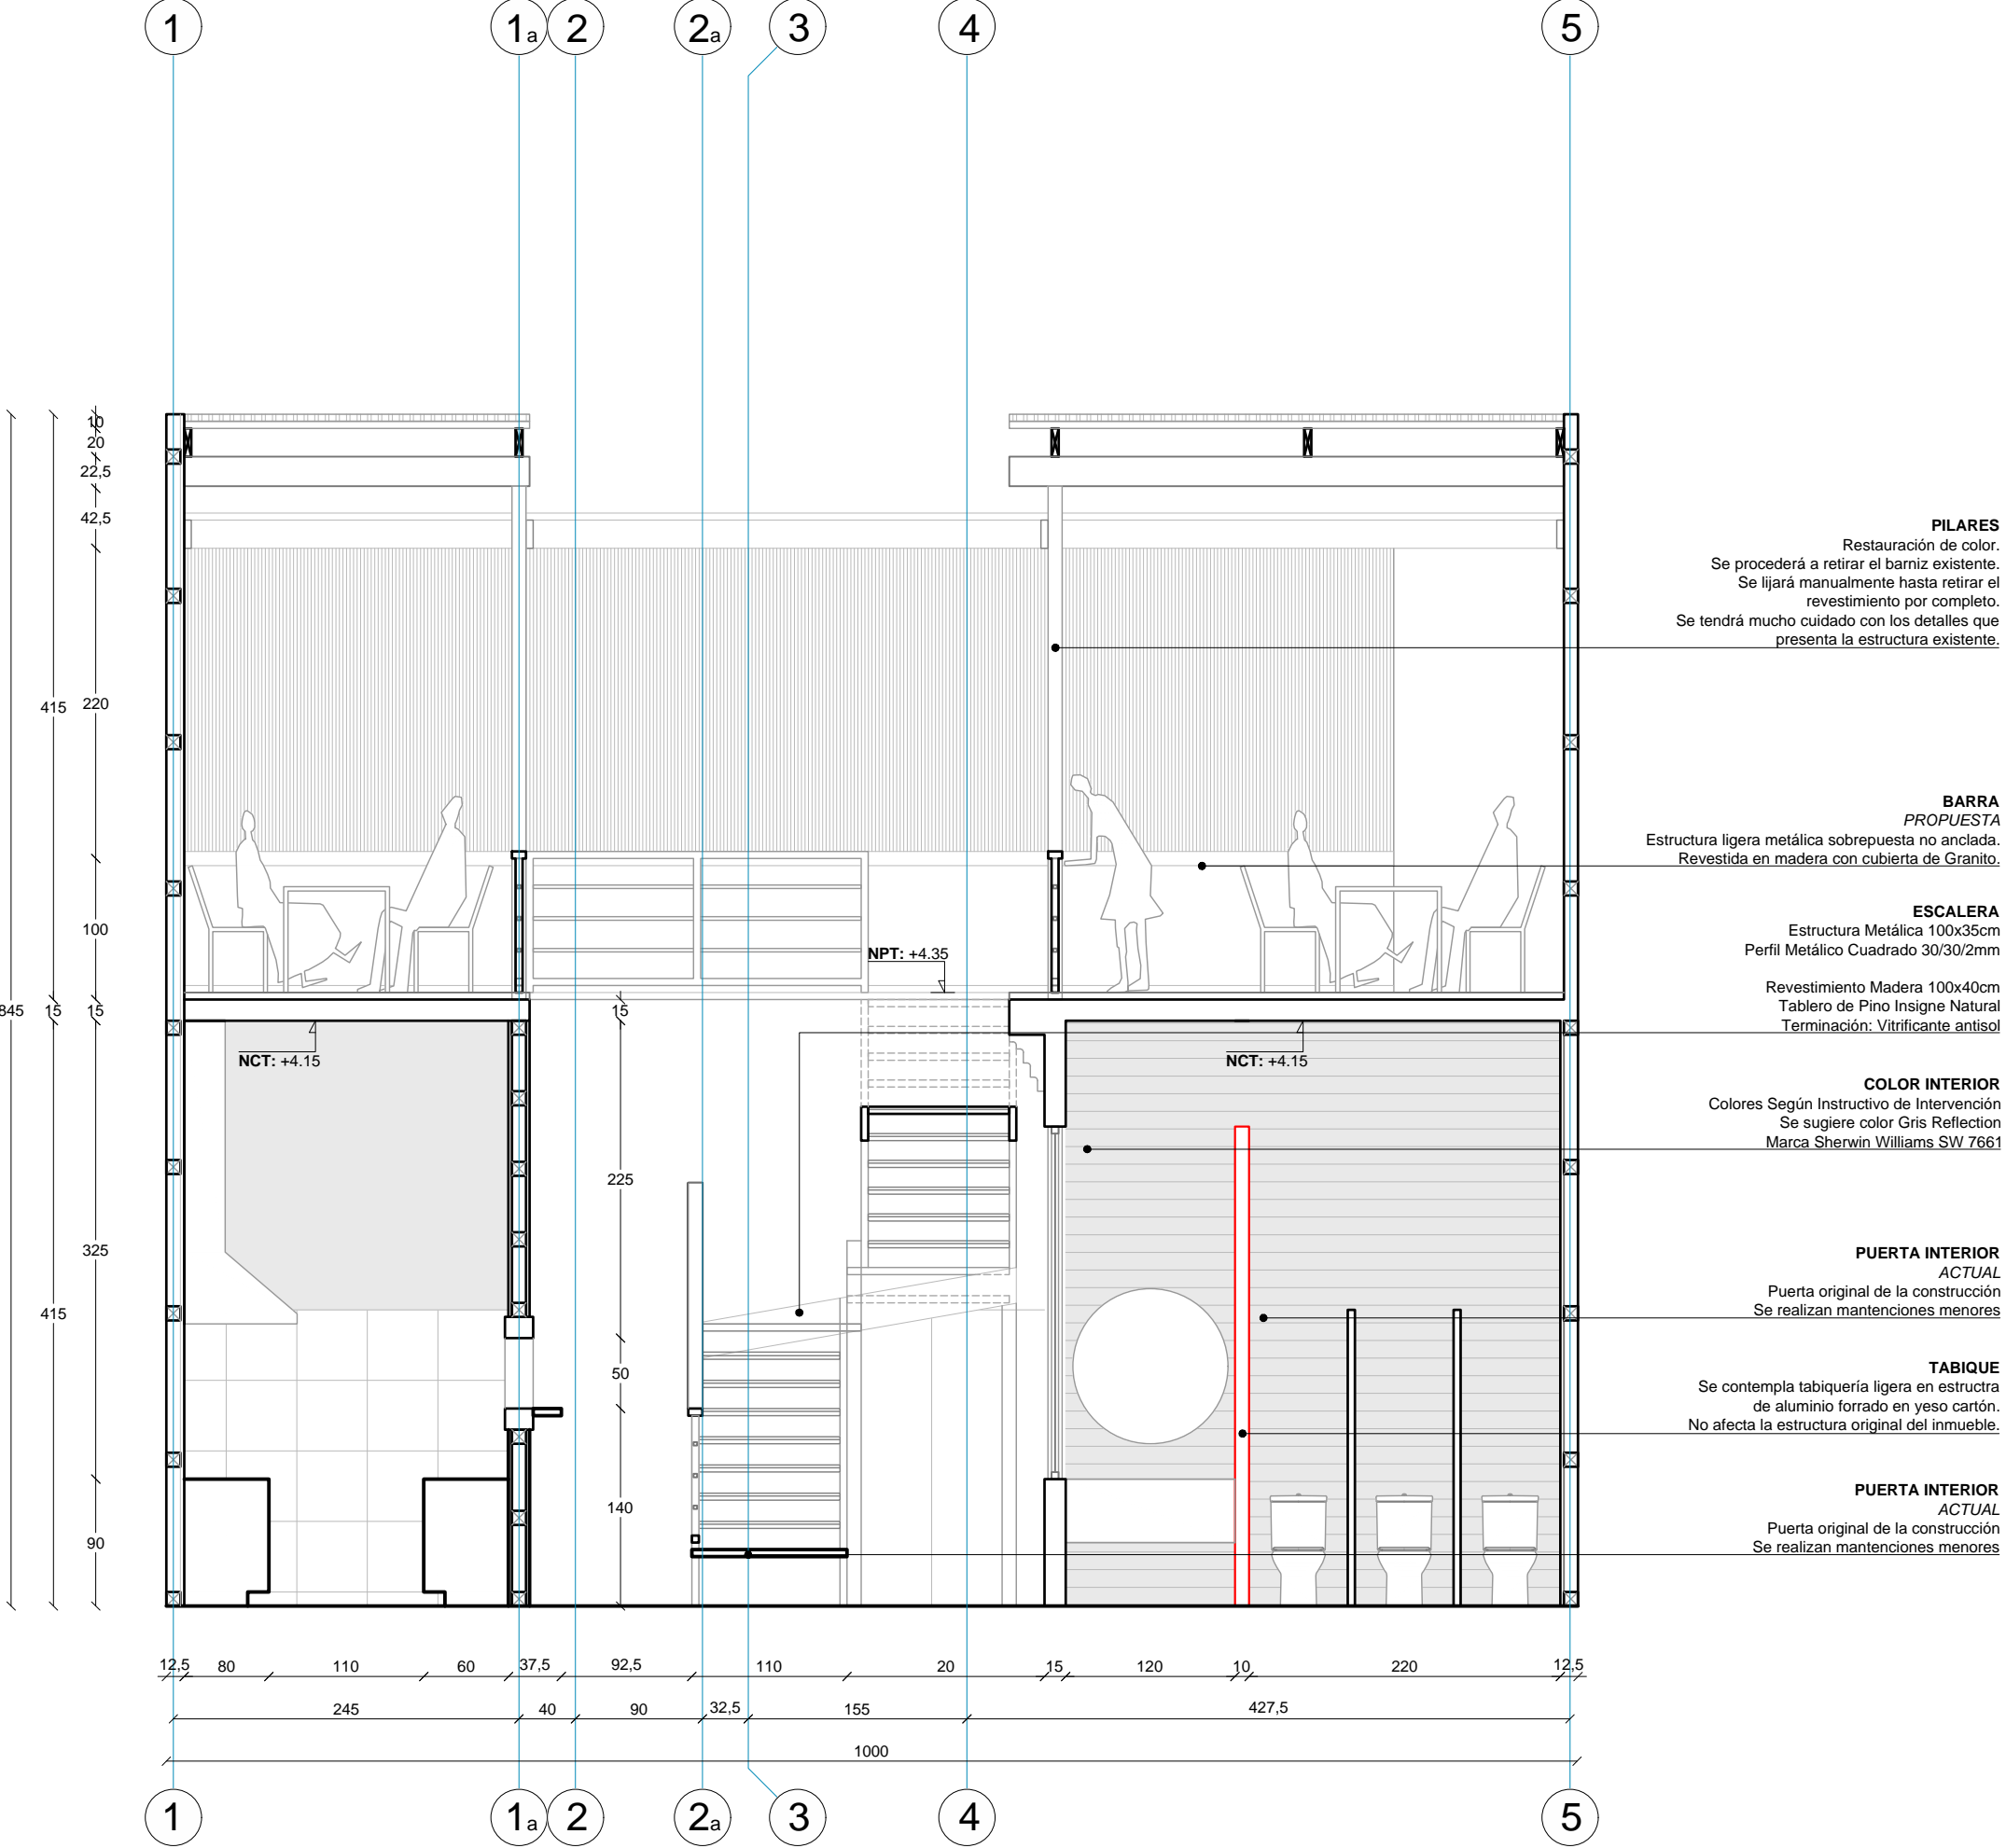 1
1a
2
2a
3
4
5
10
20
22,5
42,5
220
100
15
325
90
415
15
415
845
PILARES
Restauración de color.
Se procederá a retirar el barniz existente.
Se lijará manualmente hasta retirar el
revestimiento por completo.
Se tendrá mucho cuidado con los detalles que
presenta la estructura existente.
BARRA
PROPUESTA
Estructura ligera metálica sobrepuesta no anclada.
Revestida en madera con cubierta de Granito.
ESCALERA
Estructura Metálica 100x35cm
Perfil Metálico Cuadrado 30/30/2mm
Revestimiento Madera 100x40cm
Tablero de Pino Insigne Natural
Terminación: Vitrificante antisol
COLOR INTERIOR
Colores Según Instructivo de Intervención
Se sugiere color Gris Reflection
Marca Sherwin Williams SW 7661
PUERTA INTERIOR
ACTUAL
Puerta original de la construcción
Se realizan mantenciones menores
TABIQUE
Se contempla tabiquería ligera en estructra
de aluminio forrado en yeso cartón.
No afecta la estructura original del inmueble.
PUERTA INTERIOR
ACTUAL
Puerta original de la construcción
Se realizan mantenciones menores
NPT: +4.35
NCT: +4.15
NCT: +4.15
15
225
50
140
12,5 80 110 60 37,5 92,5 110 20 15 120 10 220 12,5
245 40 90 32,5 155 427,5
1000
1
1a
2
2a
3
4
5